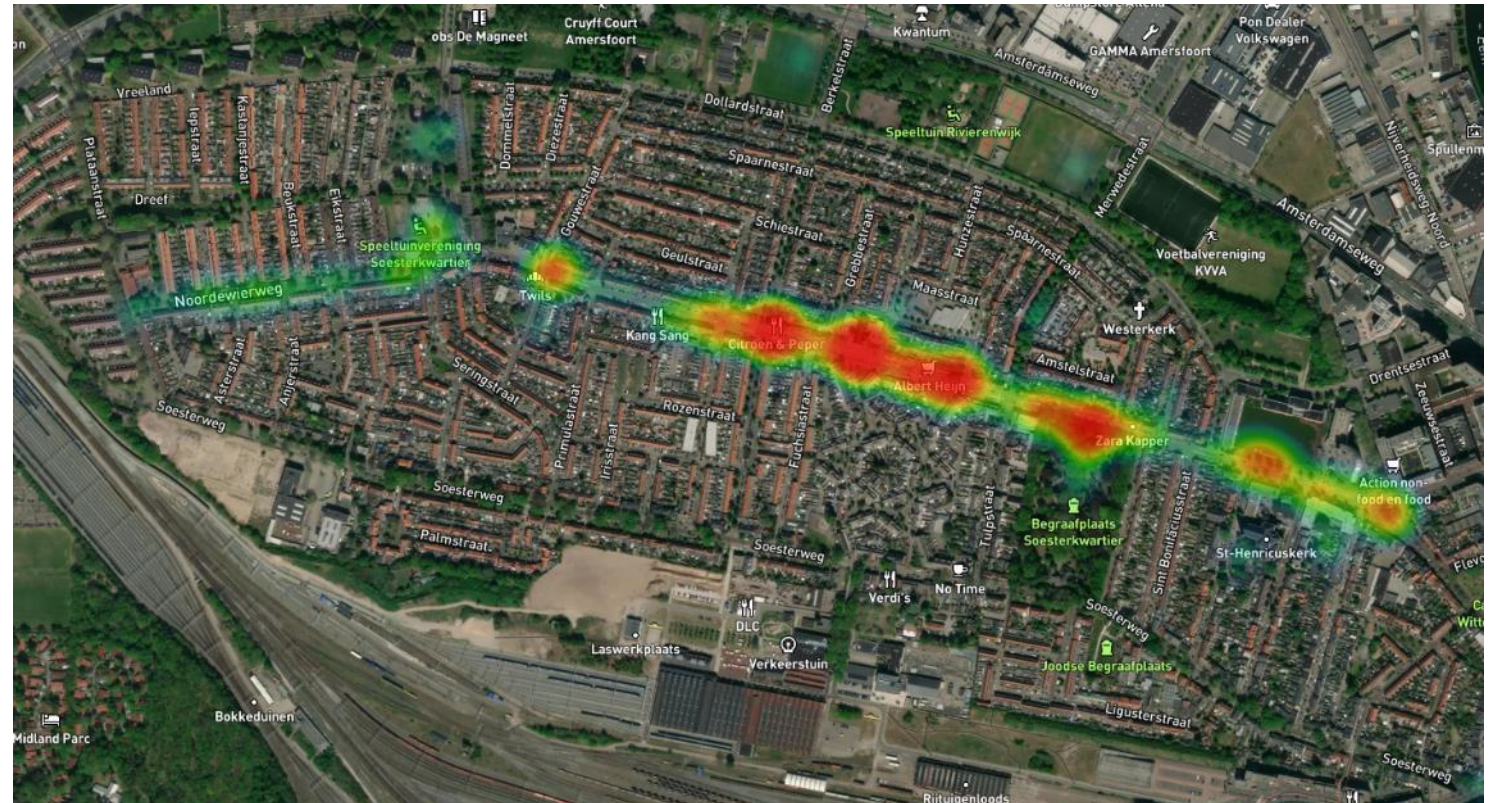 obs De Magneet
Cruyff Court
Amersfoort
Kwantum
Pon Dealer
Volkswagen
GAMMA Amersfoort
Amsterdamseweg
Berkelstraat
Vreeland
Iepstraat
Kastanjestraat
Plataanstraat
Dreef
Beukstraat
Eikstraat
Dommelstraat
Diezestraat
Gouwestraat
Dollardstraat
Speeltuin Rivierenwijk
Spaarnestraat
Merwedestraat
Nijverheidsweg-Noord
Amsterdamseweg
Speeltuinvereniging
Soesterkwartier
Schiestraat
Geulstraat
Grebbestraat
Hunzestraat
Spaarnestraat
Voetbalvereniging
KVVA
Noordewierweg
Twils
Maasstraat
Kang Sang
Citroen & Peper
Westerkerk
Albert Heijn
Amstelstraat
Drentsestraat
Zeeuwsestraat
Asterstraat
Anjerstraat
Seringstraat
Soesterweg
Primulastraat
Irisstraat
Rozenstraat
Fuchsiastraat
Zara Kapper
Action non-
food en food
Soesterweg
Palmstraat
Soesterweg
Tulpstraat
Begraafplaats
Soesterkwartier
Sint Bonifaciusstraat
St-Henricuskerk
Verdi's
No Time
DLC
Laswerkplaats
Verkeerstuin
Soesterweg
Joodse Begraafplaats
Ligusterstraat
Bokkeduinen
Midland Parc
Soesterweg
Rijtuigenloods